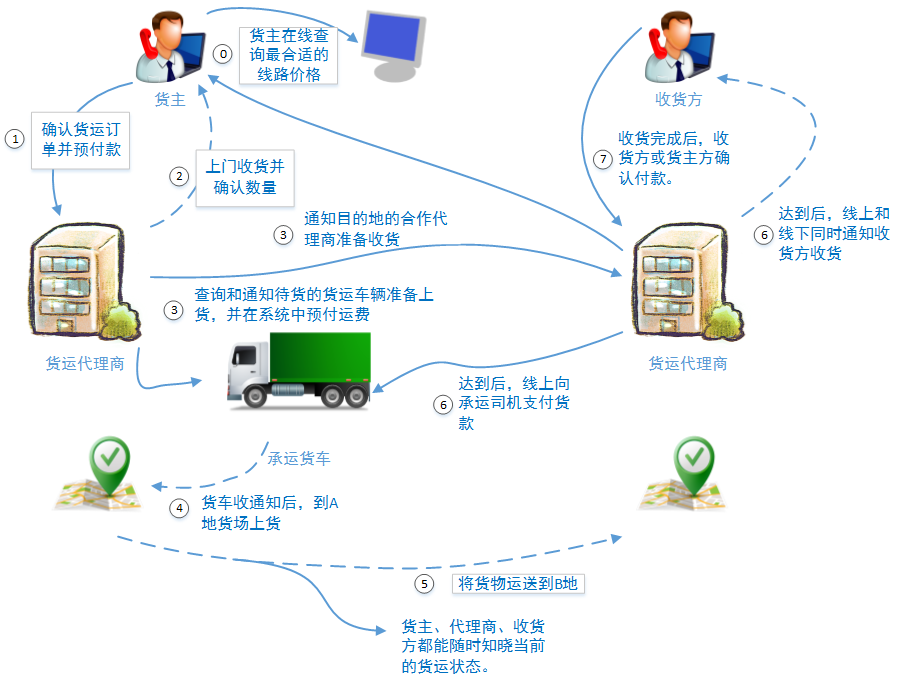 0
货主在线查
询最合适的
线路价格
货主
收货方
1
确认货运订
单并预付款
2
上门收货并
确认数量
7
收货完成后，收
货方或货主方确
认付款。
3
通知目的地的合作代
理商准备收货
6
达到后，线上和
线下同时通知收
货方收货
3
查询和通知待货的货运车辆准备上
货，并在系统中预付运费
货运代理商
货运代理商
6
达到后，线上向
承运司机支付货
款
承运货车
4
货车收通知后，到A
地货场上货
5
将货物运送到B地
货主、代理商、收货
方都能随时知晓当前
的货运状态。